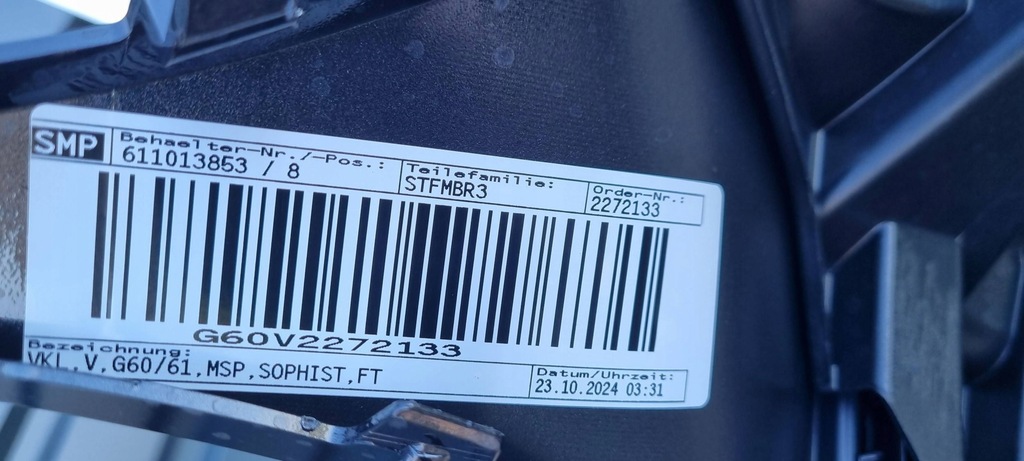 SMP
Behaelter-Nr./-Pos.:
611013853 / 8
Teilefamilie:
STFMBR3
Order-Nr.:
2272133
G60V2272133
Bezeichnung:
VKL,V,G60/61,MSP,SOPHIST,FT
Datum/Uhrzeit:
23.10.2024 03:31